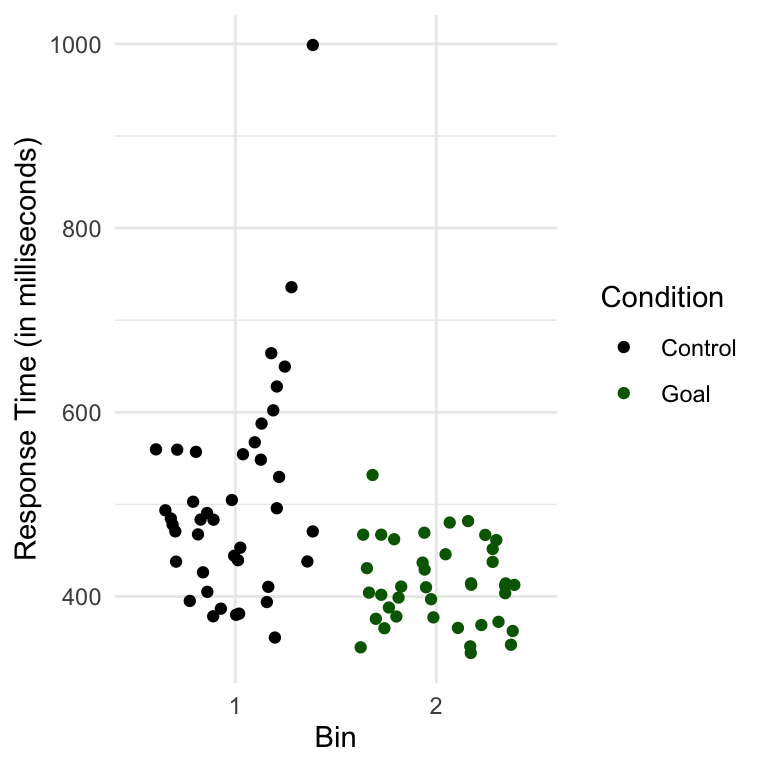 1000
800
600
400
Response Time (in milliseconds)
1
2
Bin
Condition
Control
Goal